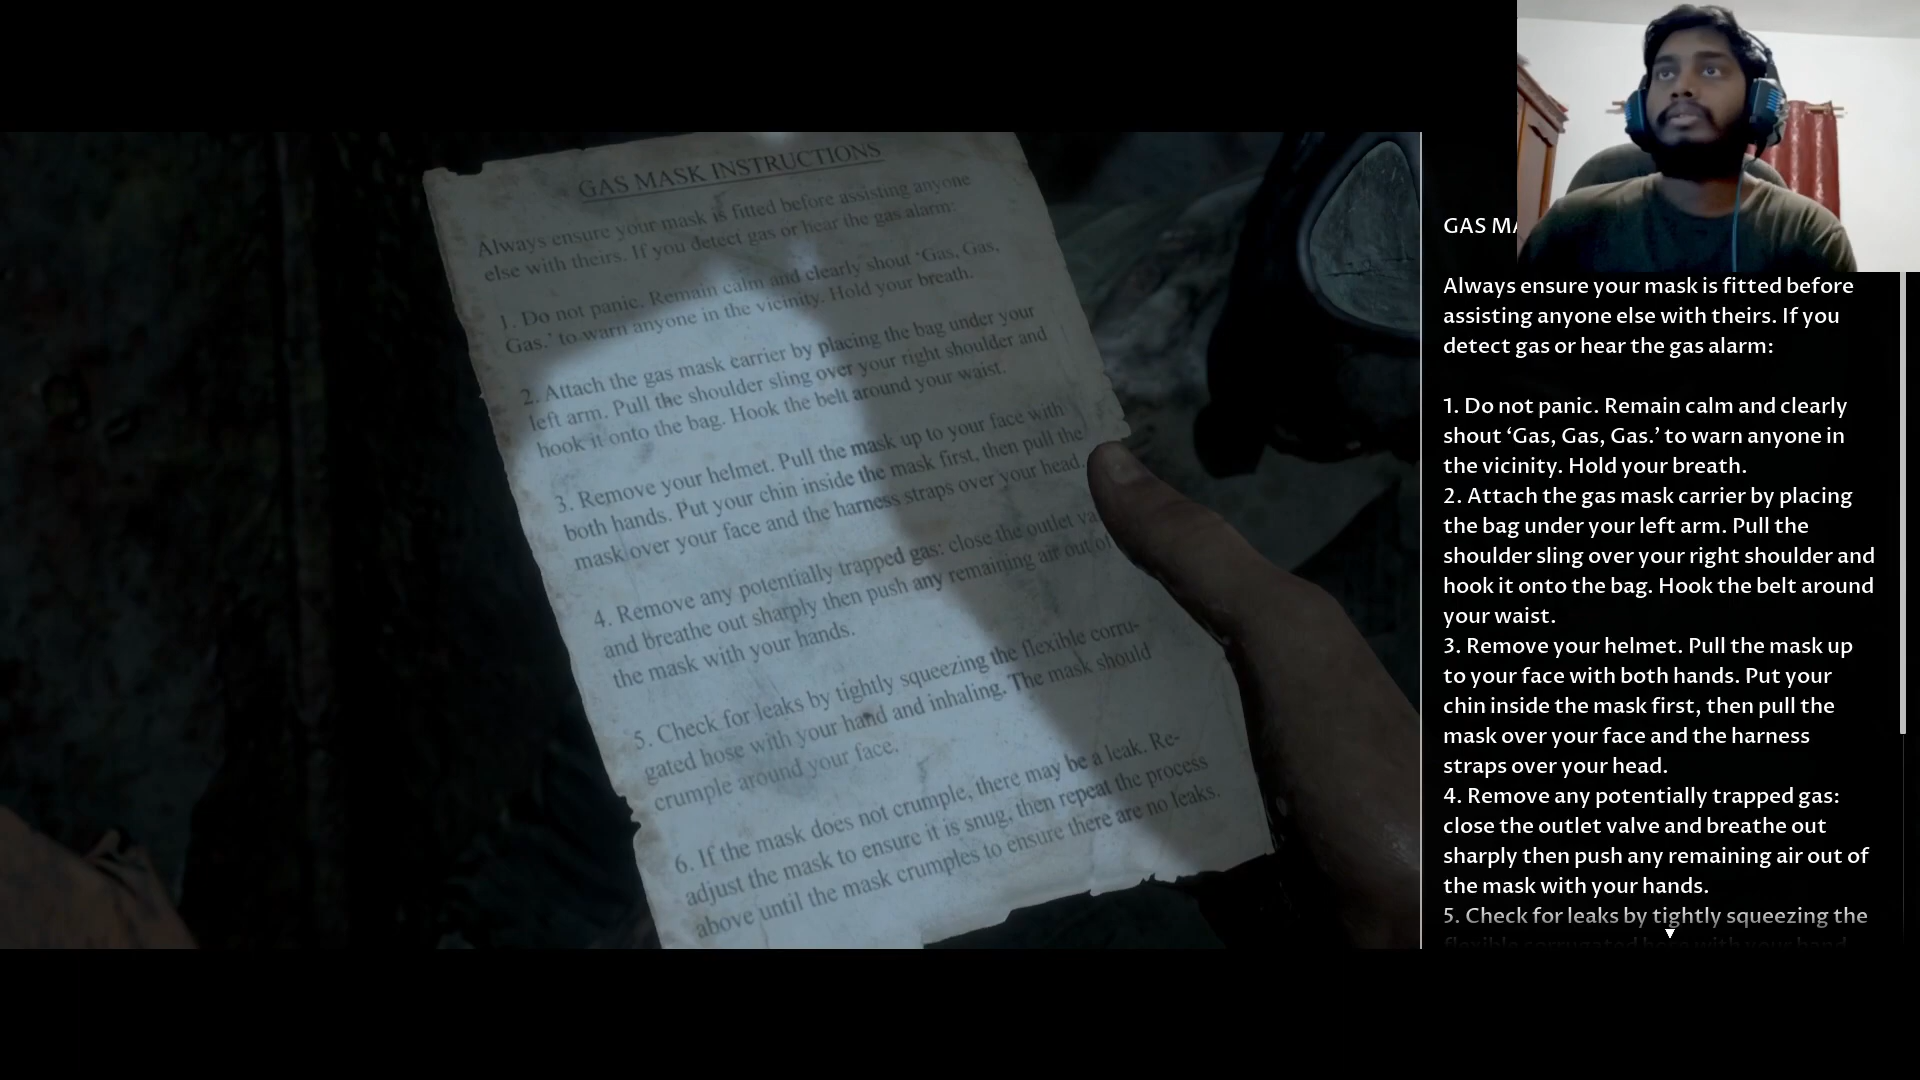 GAS MASK INSTRUCTIONS
Always ensure your mask is fitted before assisting anyone
else with theirs. If you detect gas or hear the gas alarm:
1. Do not panic. Remain calm and clearly shout ‘Gas, Gas,
Gas.’ to warn anyone in the vicinity. Hold your breath.
2. Attach the gas mask carrier by placing the bag under your
left arm. Pull the shoulder sling over your right shoulder and
hook it onto the bag. Hook the belt around your waist.
3. Remove your helmet. Pull the mask up to your face with
both hands. Put your chin inside the mask first, then pull the
mask over your face and the harness straps over your head.
4. Remove any potentially trapped gas: close the outlet va
and breathe out sharply then push any remaining air out of
the mask with your hands.
5. Check for leaks by tightly squeezing the flexible corru-
gated hose with your hand and inhaling. The mask should
crumple around your face.
6. If the mask does not crumple, there may be a leak. Re-
adjust the mask to ensure it is snug, then repeat the process
above until the mask crumples to ensure there are no leaks.
GAS MA
Always ensure your mask is fitted before
assisting anyone else with theirs. If you
detect gas or hear the gas alarm:
1. Do not panic. Remain calm and clearly
shout ‘Gas, Gas, Gas.’ to warn anyone in
the vicinity. Hold your breath.
2. Attach the gas mask carrier by placing
the bag under your left arm. Pull the
shoulder sling over your right shoulder and
hook it onto the bag. Hook the belt around
your waist.
3. Remove your helmet. Pull the mask up
to your face with both hands. Put your
chin inside the mask first, then pull the
mask over your face and the harness
straps over your head.
4. Remove any potentially trapped gas:
close the outlet valve and breathe out
sharply then push any remaining air out of
the mask with your hands.
5. Check for leaks by tightly squeezing the
flexible corrugated hose with your hand